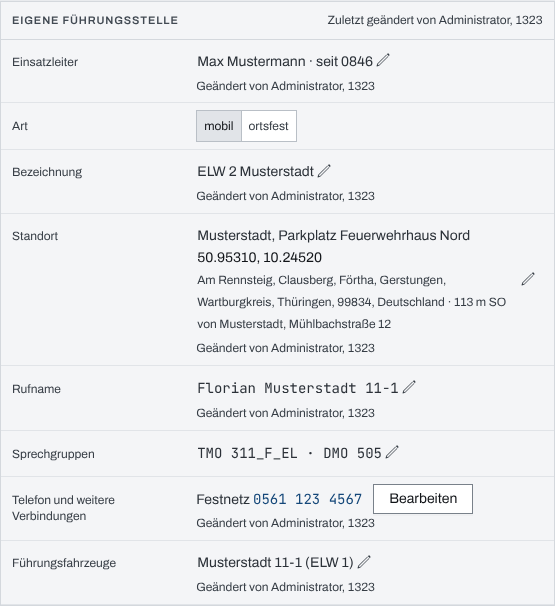 EIGENE FÜHRUNGSSTELLE Zuletzt geändert von Administrator, 1323
Einsatzleiter Max Mustermann · seit 0846
Geändert von Administrator, 1323
Art mobil ortsfest
Bezeichnung ELW 2 Musterstadt
Geändert von Administrator, 1323
Standort Musterstadt, Parkplatz Feuerwehrhaus Nord
50.95310, 10.24520
Am Rennsteig, Clausberg, Förtha, Gerstungen,
Wartburgkreis, Thüringen, 99834, Deutschland · 113 m SO
von Musterstadt, Mühlbachstraße 12
Geändert von Administrator, 1323
Rufname Florian Musterstadt 11-1
Geändert von Administrator, 1323
Sprechgruppen TMO 311_F_EL · DMO 505
Telefon und weitere
Verbindungen
Festnetz 0561 123 4567 Bearbeiten
Geändert von Administrator, 1323
Führungsfahrzeuge Musterstadt 11-1 (ELW 1)
Geändert von Administrator, 1323